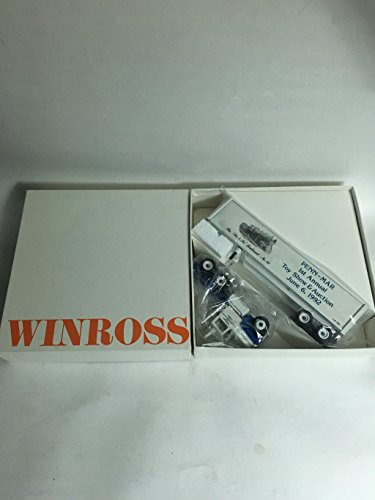 WINROSS
PENN-MAR
1st Annual
Toy Show & Auction
June 6, 1992